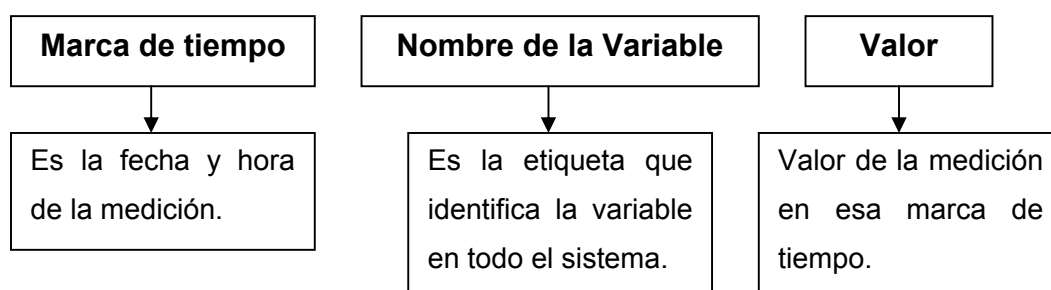 Marca de tiempo
Nombre de la Variable
Valor
Es la fecha y hora
de la medición.
Es la etiqueta que
identifica la variable
en todo el sistema.
Valor de la medición
en esa marca de
tiempo.